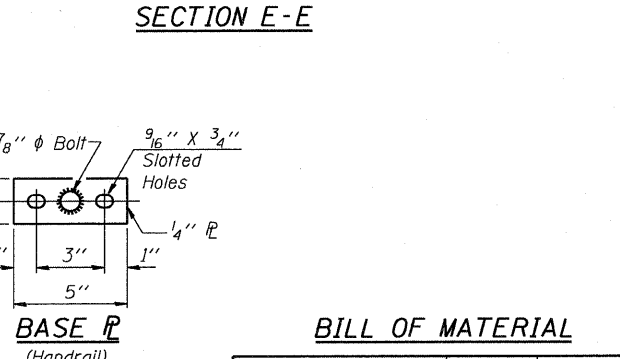 SECTION E-E
7/8" ϕ Bolt
9/16" X 3/4"
Slotted
Holes
1/4" ⅊
3"
1"
5"
BASE ⅊
(Handrail)
BILL OF MATERIAL